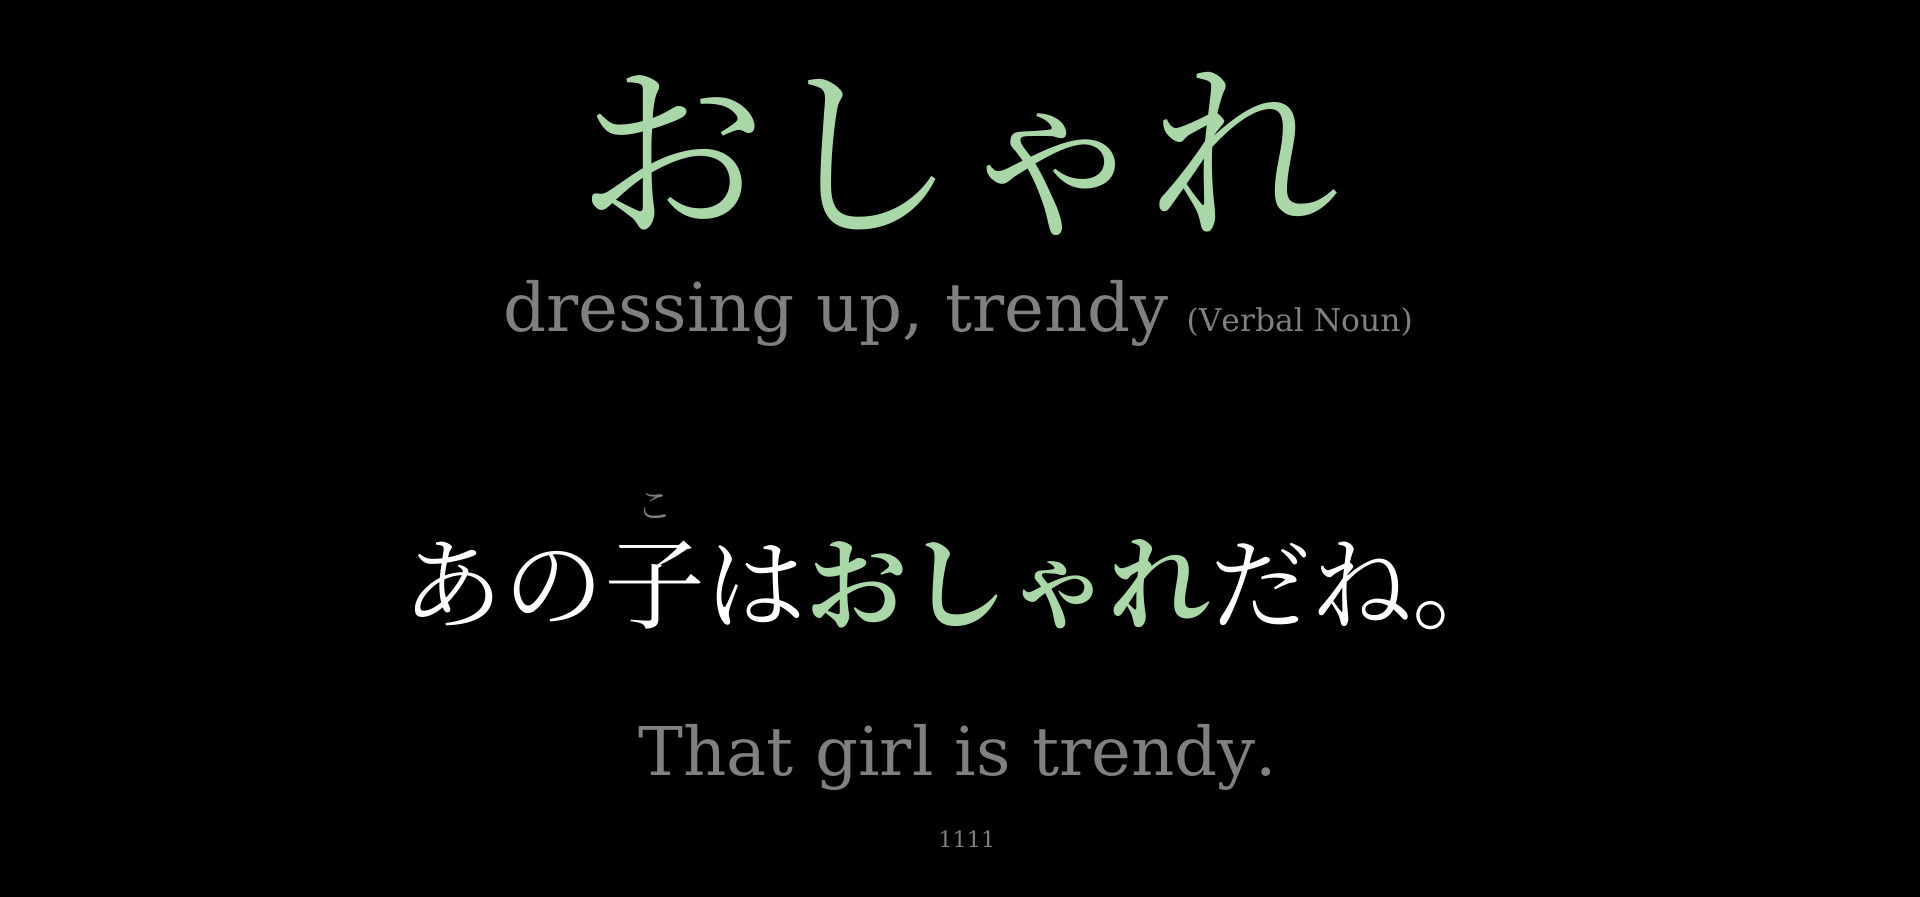 おしゃれ
dressing up, trendy (Verbal Noun)
こ
あの子はおしゃれだね。
That girl is trendy.
1111